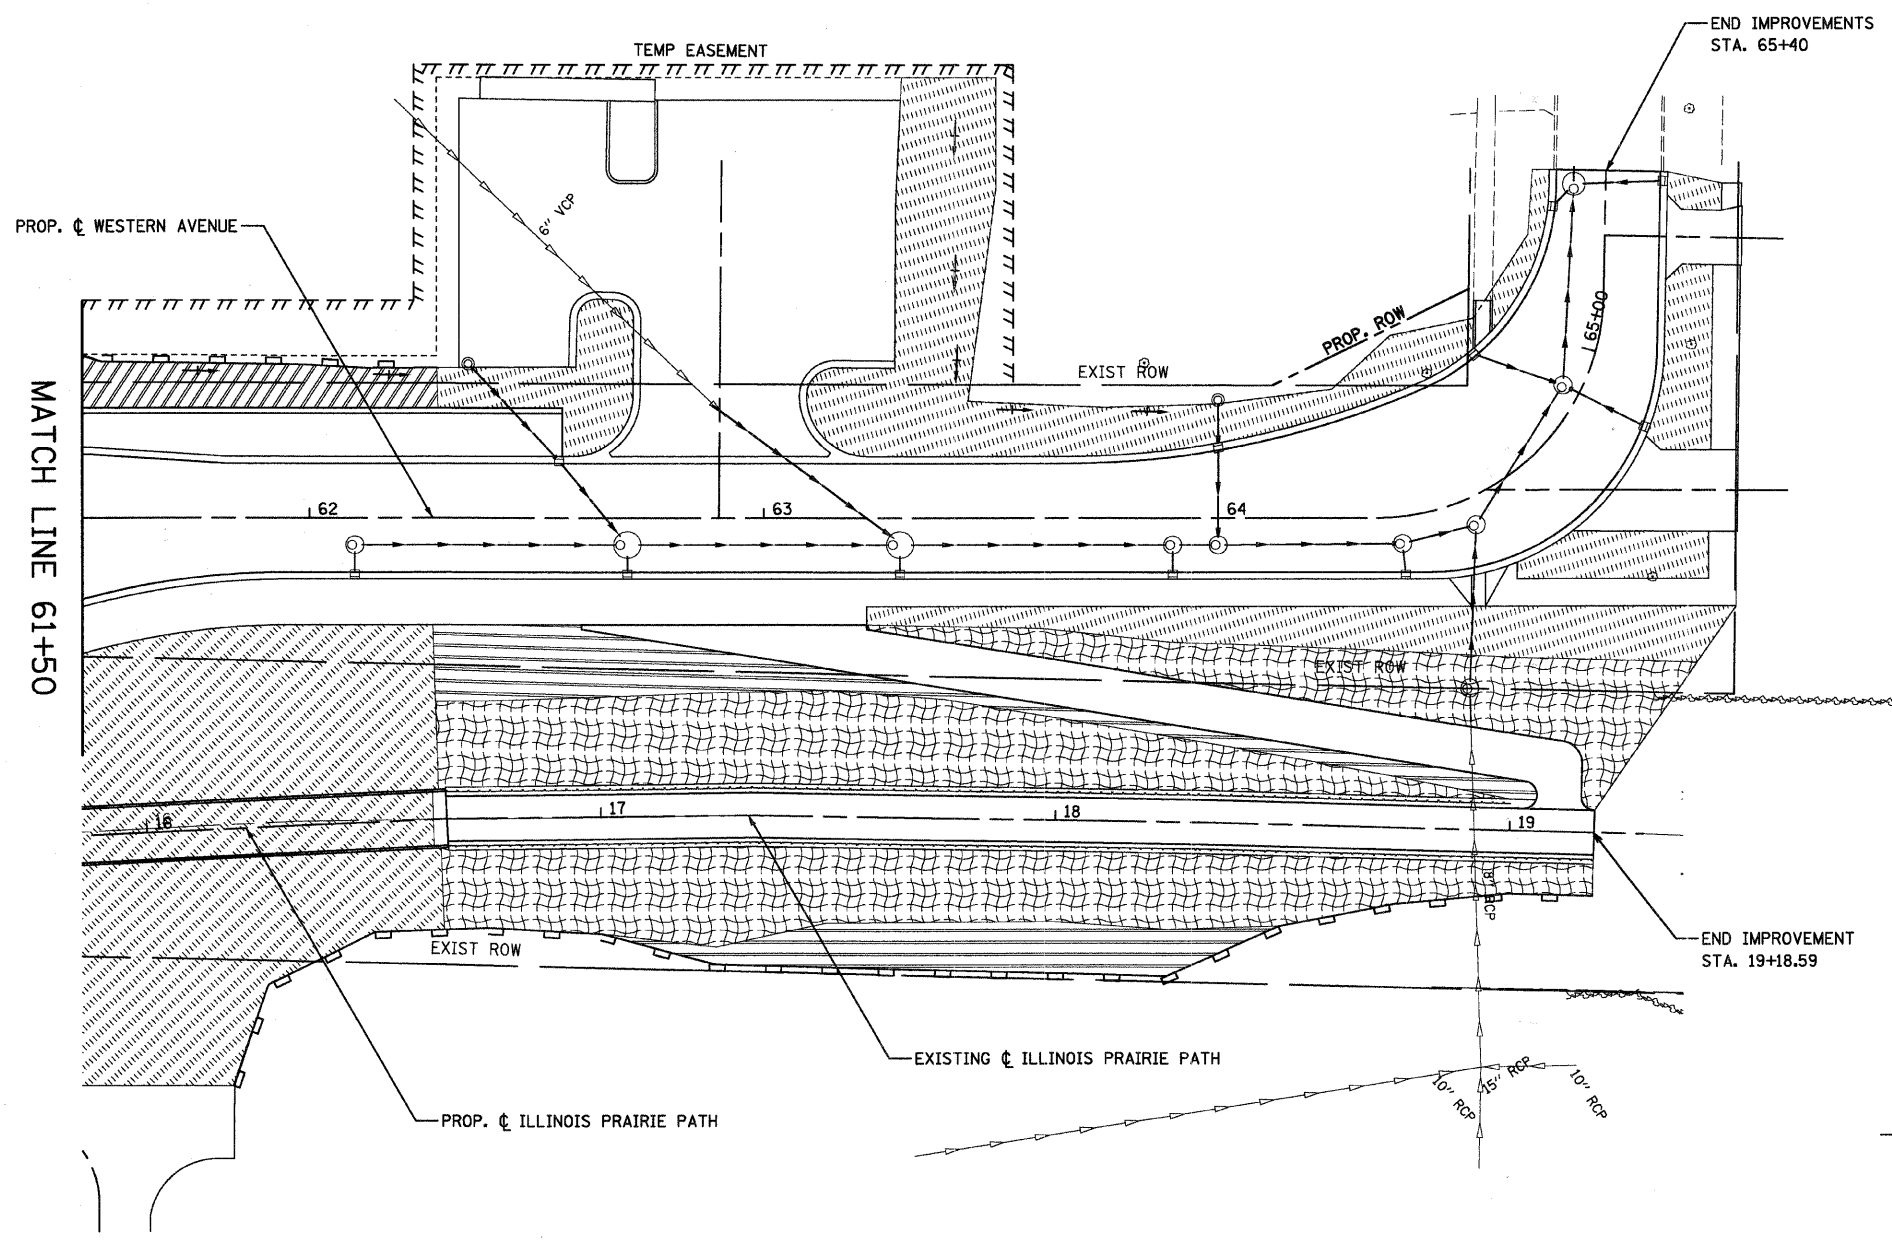 END IMPROVEMENTS
STA. 65+40
TEMP EASEMENT
6" VCP
PROP. ℄ WESTERN AVENUE
65+00
PROP. ROW
EXIST ROW
MATCH LINE 61+50
62
63
64
EXIST ROW
16
17
18
19
8" RCP
EXIST ROW
END IMPROVEMENT
STA. 19+18.59
EXISTING ℄ ILLINOIS PRAIRIE PATH
10" RCP
15" RCP
10" RCP
PROP. ℄ ILLINOIS PRAIRIE PATH